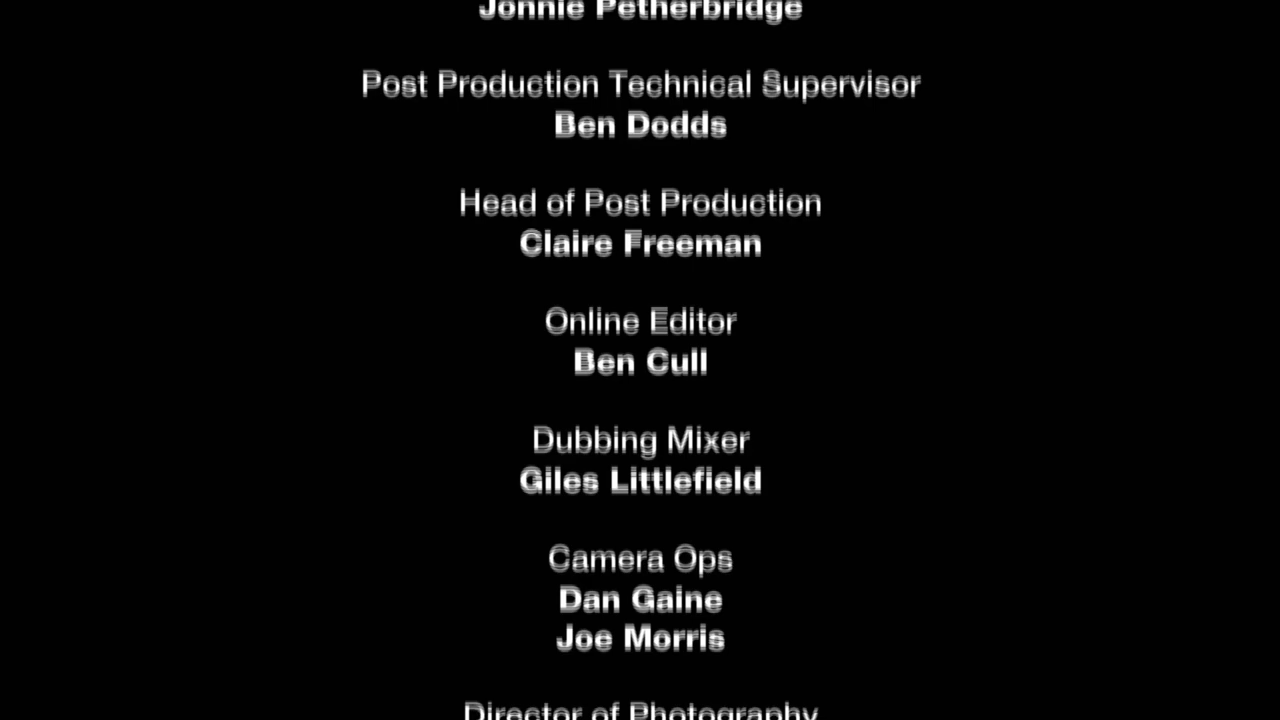 Jonnie Petherbridge
Post Production Technical Supervisor
Ben Dodds
Head of Post Production
Claire Freeman
Online Editor
Ben Cull
Dubbing Mixer
Giles Littlefield
Camera Ops
Dan Gaine
Joe Morris
Director of Photography